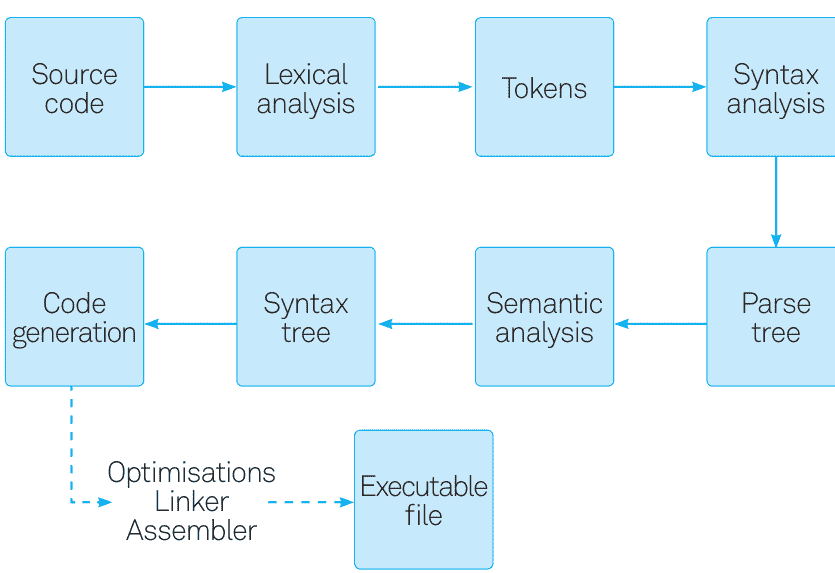 Source
code
Lexical
analysis
Tokens
Syntax
analysis
Parse
tree
Semantic
analysis
Syntax
tree
Code
generation
Optimisations
Linker
Assembler
Executable
file